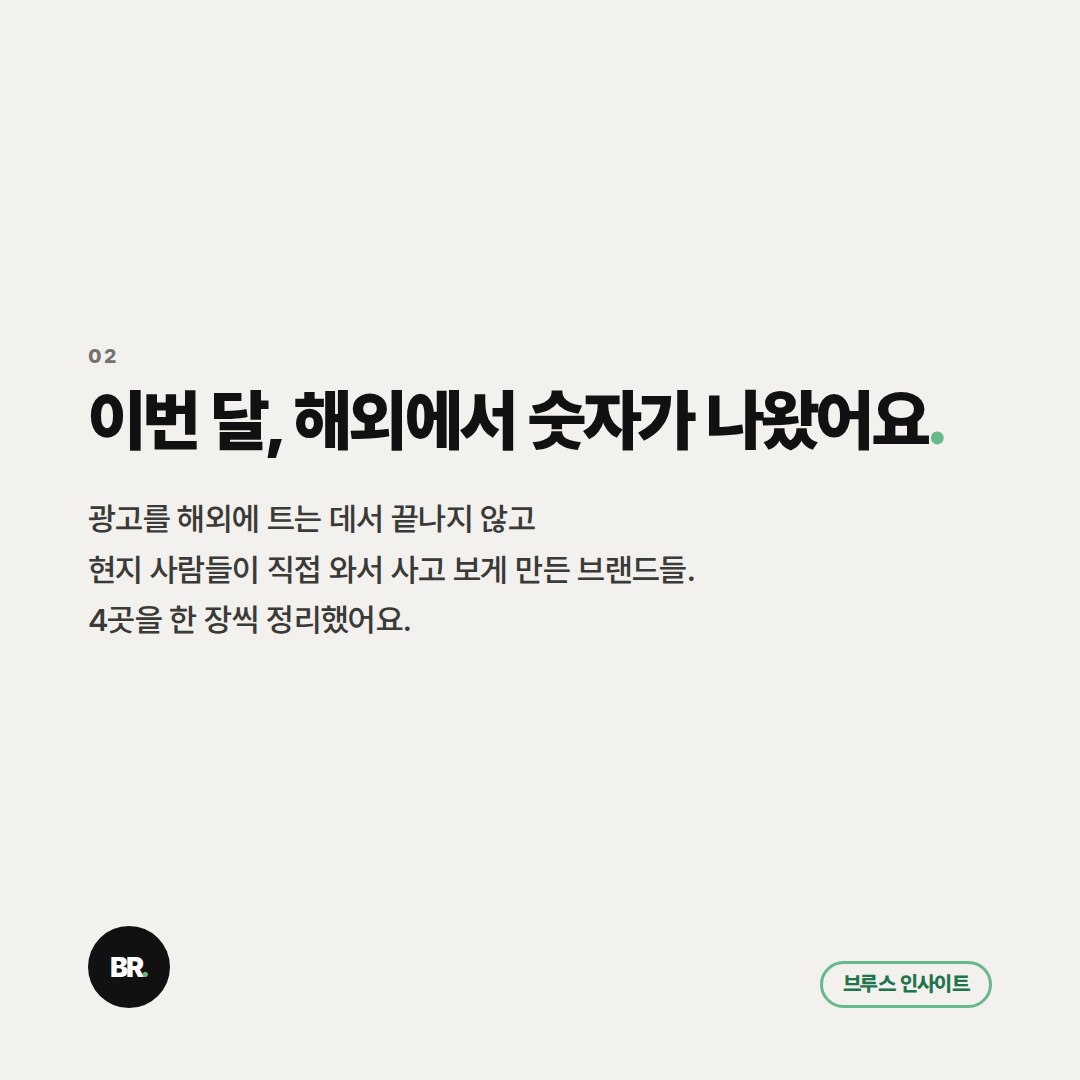 02
이번 달, 해외에서 숫자가 나왔어요.
광고를 해외에 트는 데서 끝나지 않고
현지 사람들이 직접 와서 사고 보게 만든 브랜드들.
4곳을 한 장씩 정리했어요.
BR.
브루스 인사이트